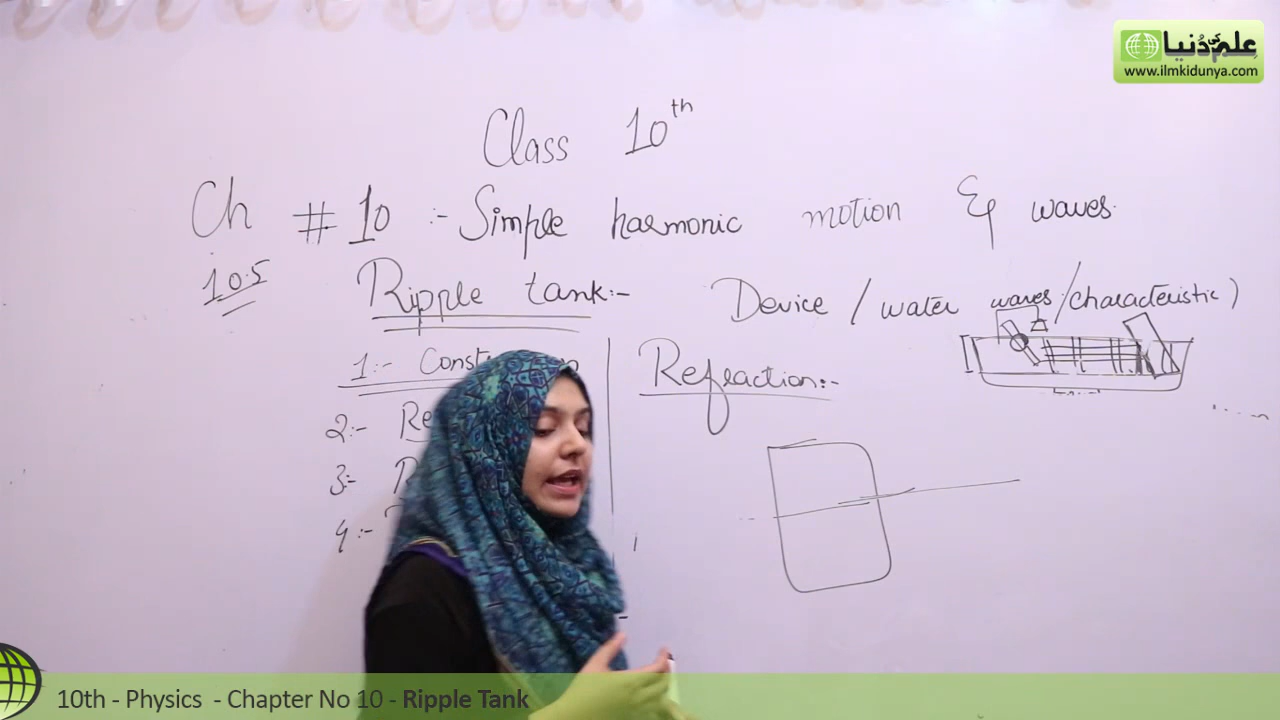 علم کی دُنیا
www.ilmkidunya.com
Class 10th
Ch # 10 :- Simple harmonic motion & waves.
10.5 Ripple tank:- Device / water waves / characteristic)
1:- Const
Refraction:-
2:- Re
3:- R
4:-
10th - Physics - Chapter No 10 - Ripple Tank